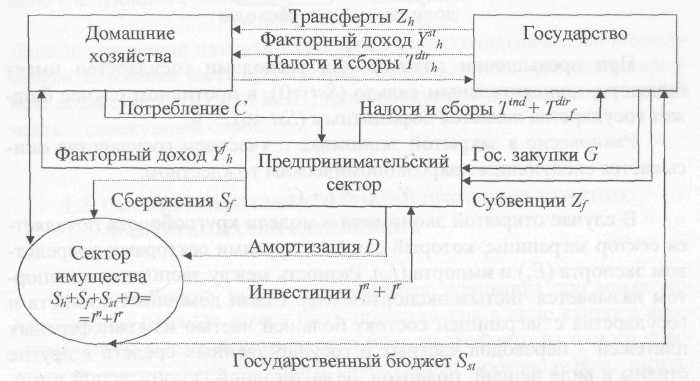 Трансферты Z_h
Домашние
хозяйства
Факторный доход Y^st_h
Налоги и сборы T^dir_h
Государство
Потребление C
Налоги и сборы T^ind + T^dir_f
Факторный доход Y^f_h
Предпринимательский
сектор
Гос. закупки G
Субвенции Z_f
Сбережения S_f
Сектор
имущества
S_h+S_f+S_st+D=
=I^n+I^r
Амортизация D
Инвестиции I^n + I^r
Государственный бюджет S_st